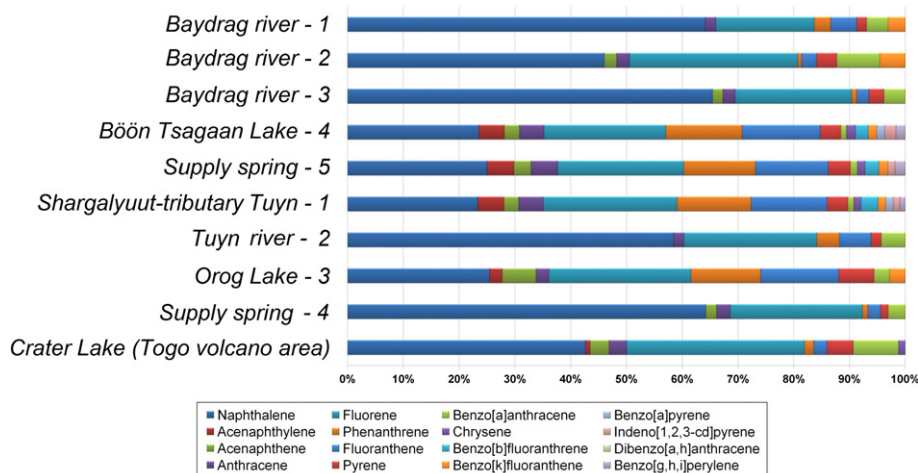 Baydrag river - 1
Baydrag river - 2
Baydrag river - 3
Böön Tsagaan Lake - 4
Supply spring - 5
Shargalyuut-tributary Tuyn - 1
Tuyn river - 2
Orog Lake - 3
Supply spring - 4
Crater Lake (Togo volcano area)
0% 10% 20% 30% 40% 50% 60% 70% 80% 90% 100%
Naphthalene Fluorene Benzo[a]anthracene Benzo[a]pyrene
Acenaphthylene Phenanthrene Chrysene Indeno[1,2,3-cd]pyrene
Acenaphthene Fluoranthene Benzo[b]fluoranthrene Dibenzo[a,h]anthracene
Anthracene Pyrene Benzo[k]fluoranthene Benzo[g,h,i]perylene